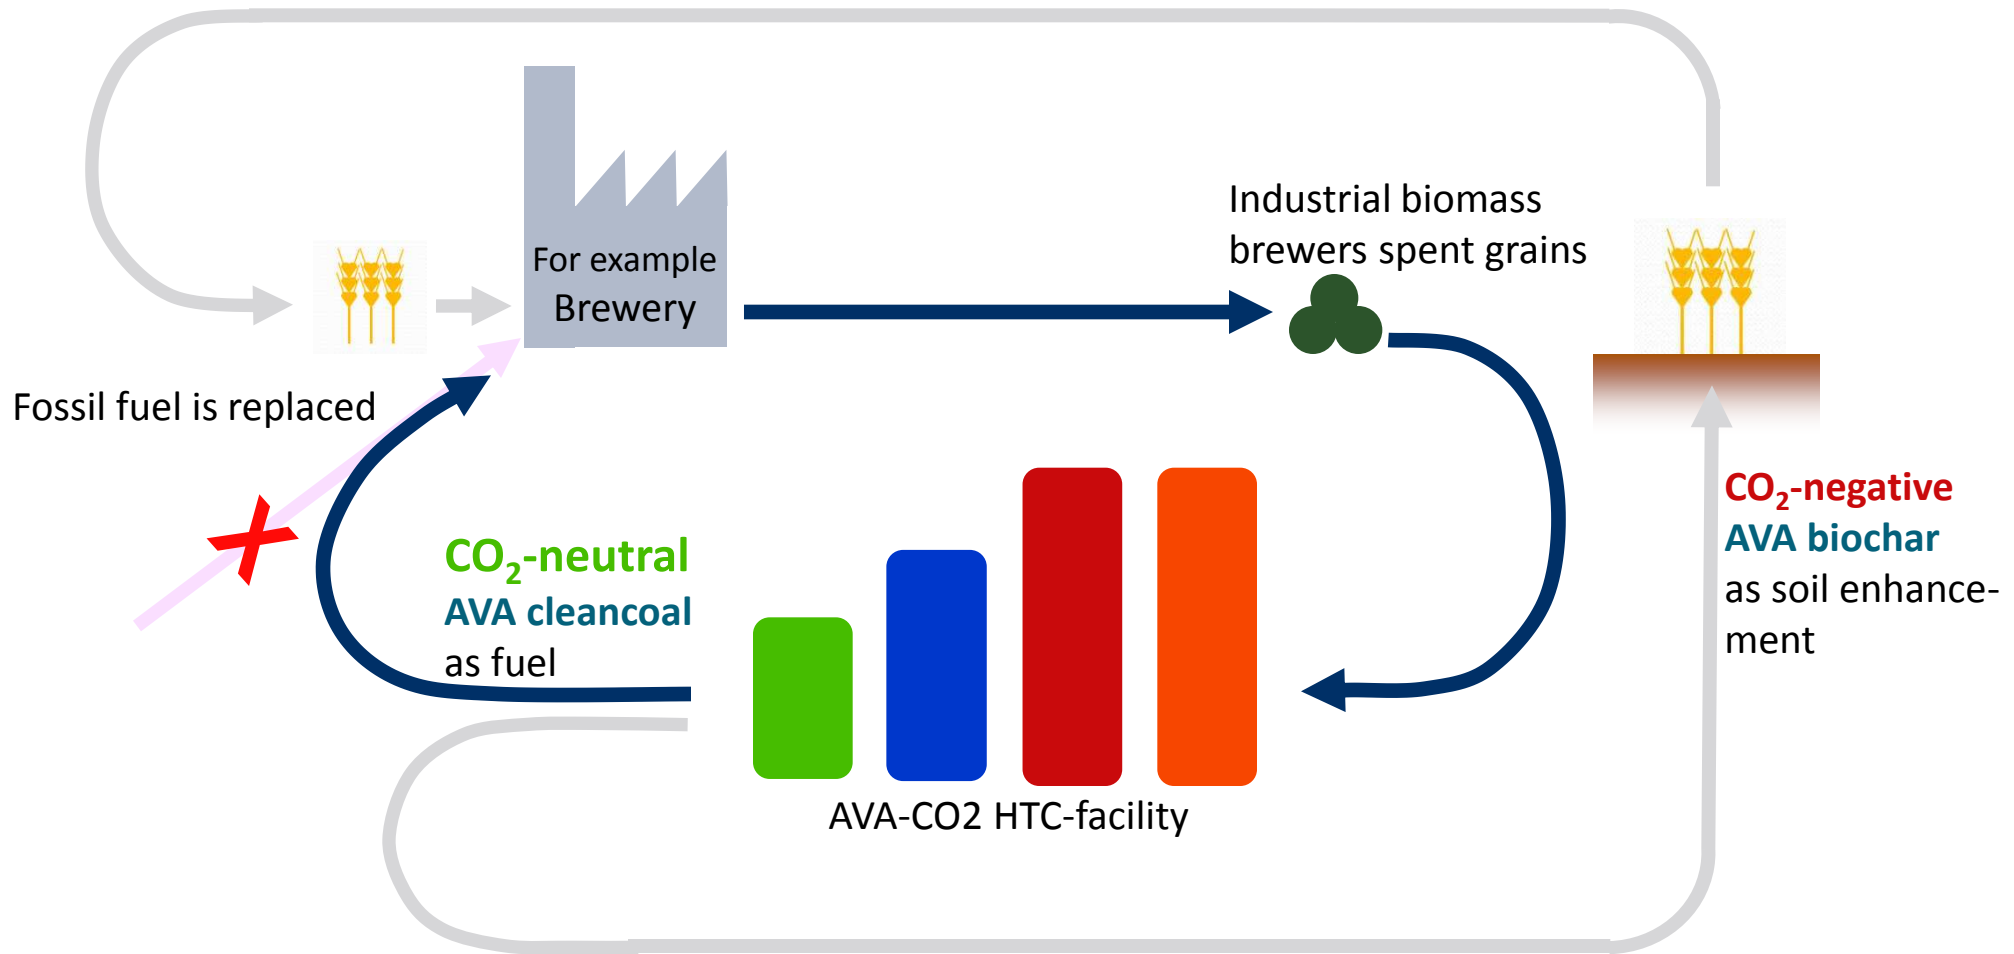 For example
Brewery
Industrial biomass
brewers spent grains
Fossil fuel is replaced
CO₂-neutral
AVA cleancoal
as fuel
CO₂-negative
AVA biochar
as soil enhance-
ment
AVA-CO2 HTC-facility